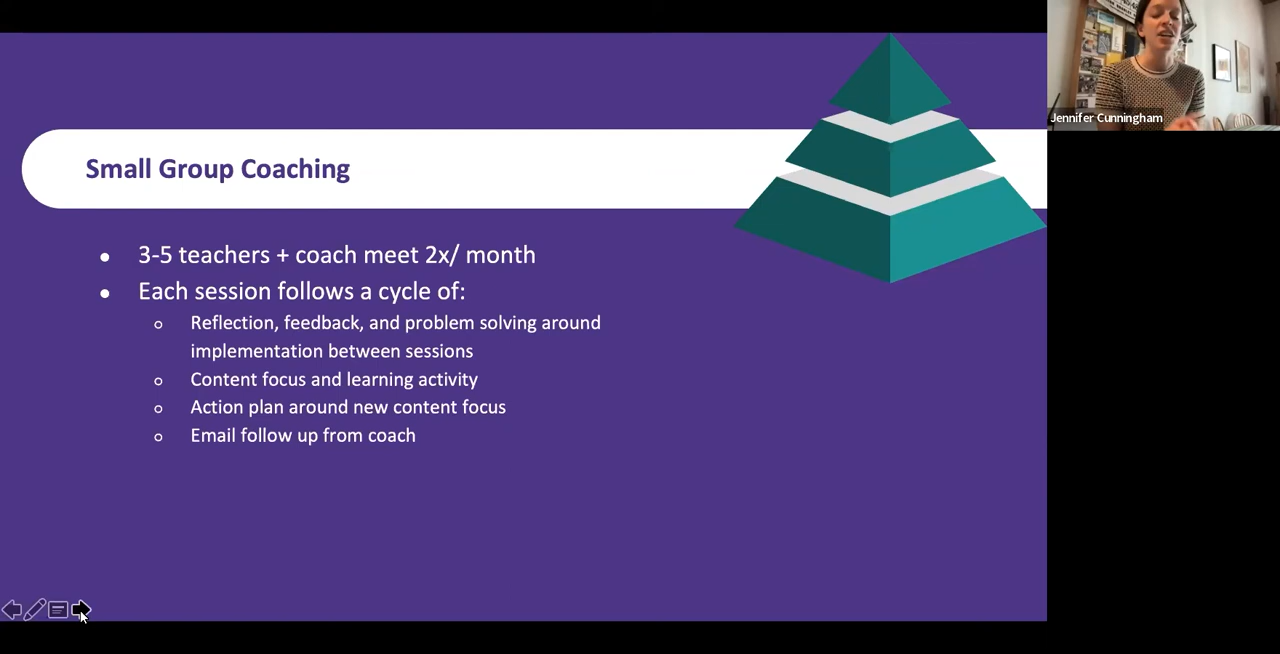 Small Group Coaching
3-5 teachers + coach meet 2x/ month
Each session follows a cycle of:
Reflection, feedback, and problem solving around
implementation between sessions
Content focus and learning activity
Action plan around new content focus
Email follow up from coach
Jennifer Cunningham